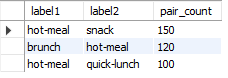 label1 label2 pair_count
hot-meal snack 150
brunch hot-meal 120
hot-meal quick-lunch 100